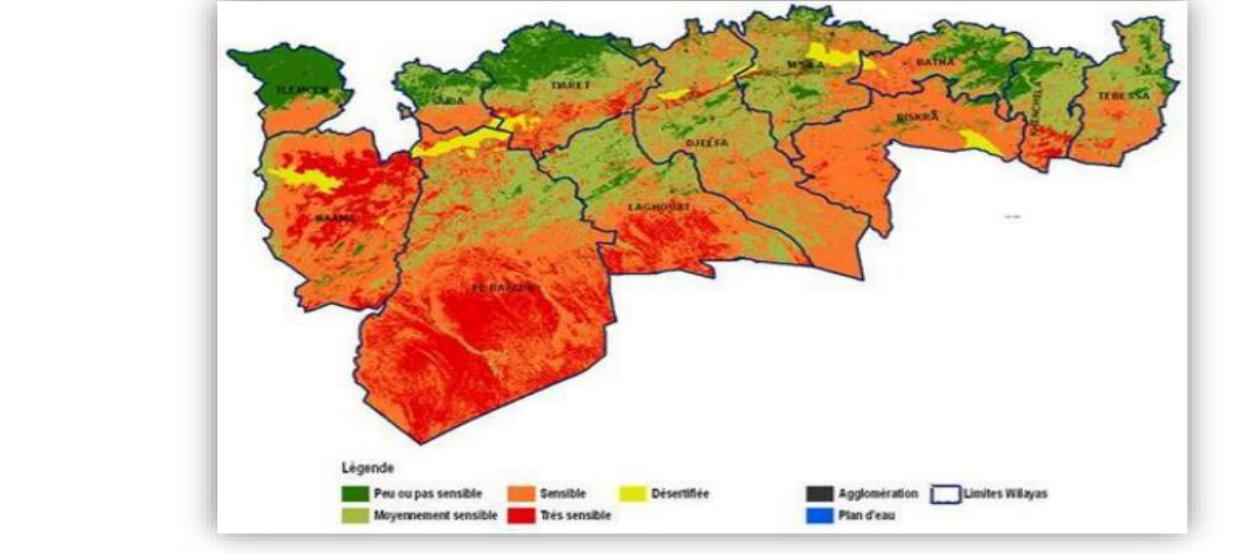 TLEMCEN
SAIDA
TIARET
M'SILA
BATNA
KHENCHELA
TEBESSA
BISKRA
DJELFA
LAGHOUAT
NAAMA
EL BAYADH
Légende
Peu ou pas sensible
Sensible
Désertifiée
Agglomération
Limites Wilayas
Moyennement sensible
Très sensible
Plan d'eau